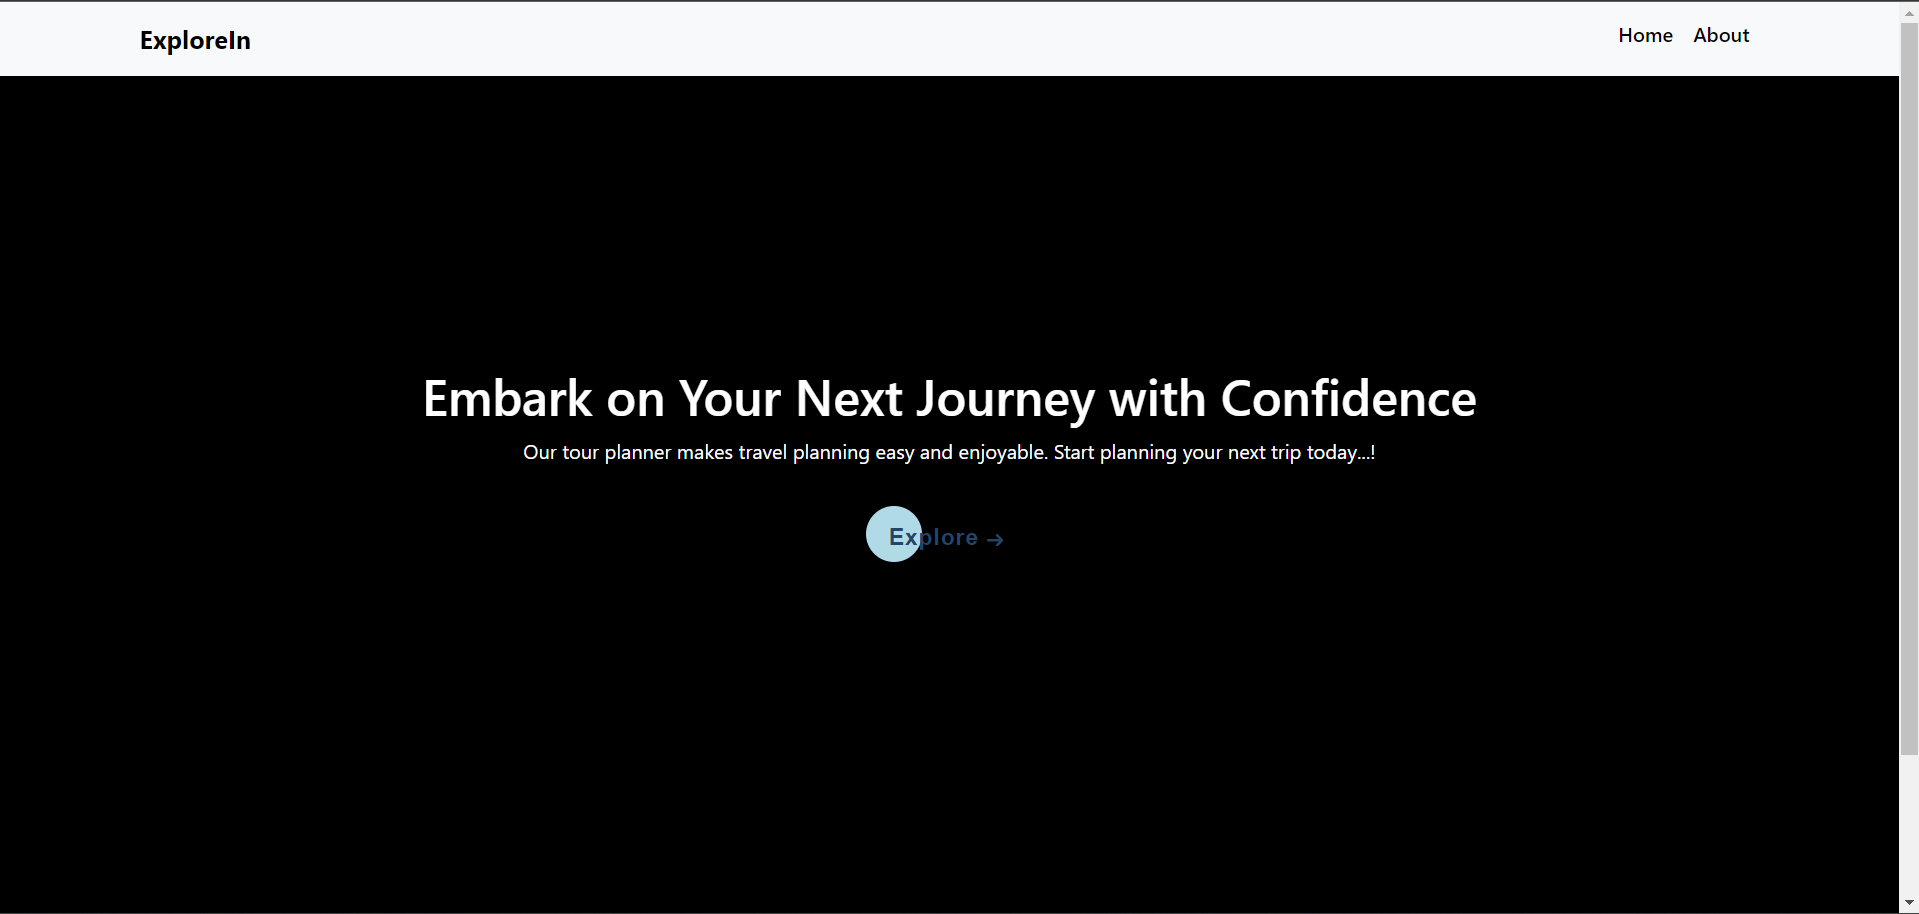 ExploreIn
Home About
Embark on Your Next Journey with Confidence
Our tour planner makes travel planning easy and enjoyable. Start planning your next trip today...!
Explore →